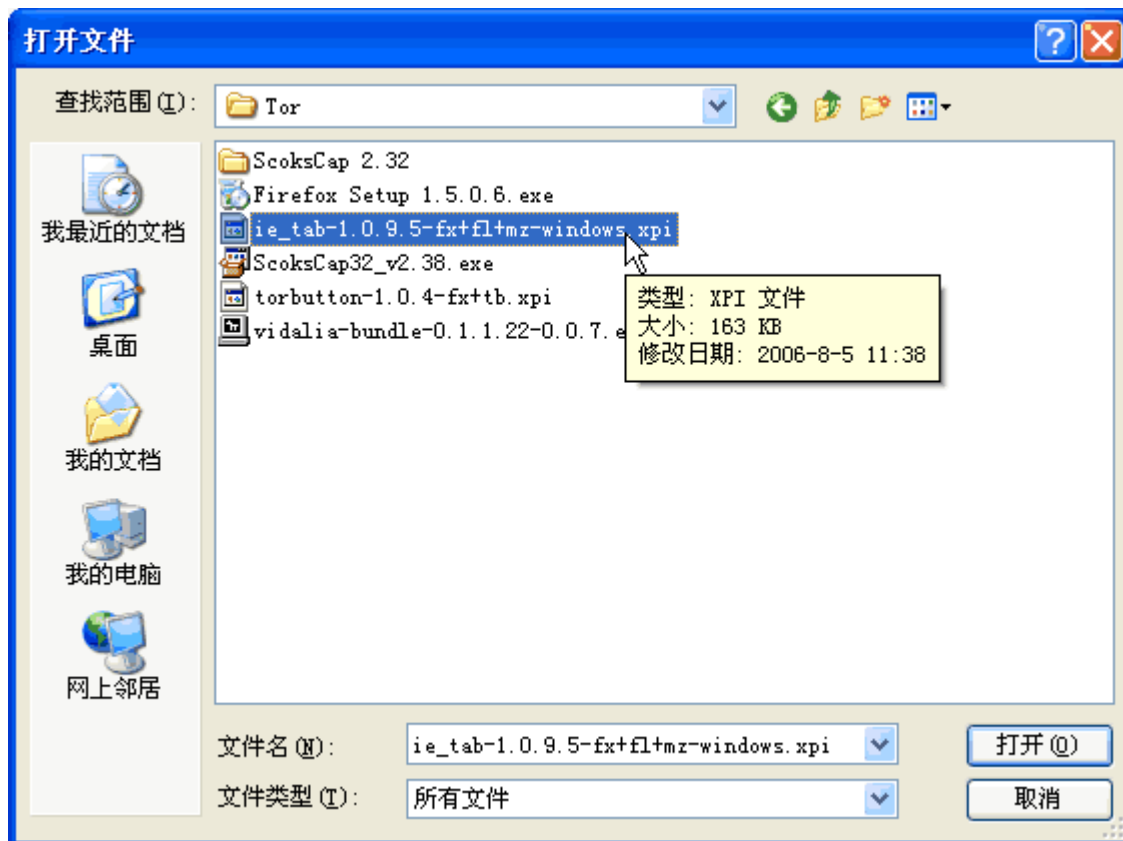 打开文件
查找范围(I):
Tor
我最近的文档
桌面
我的文档
我的电脑
网上邻居
ScoksCap 2.32
Firefox Setup 1.5.0.6.exe
ie_tab-1.0.9.5-fx+fl+mz-windows.xpi
ScoksCap32_v2.38.exe
torbutton-1.0.4-fx+tb.xpi
vidalia-bundle-0.1.1.22-0.0.7.e
类型: XPI 文件
大小: 163 KB
修改日期: 2006-8-5 11:38
文件名(N):
ie_tab-1.0.9.5-fx+fl+mz-windows.xpi
打开(O)
文件类型(T):
所有文件
取消